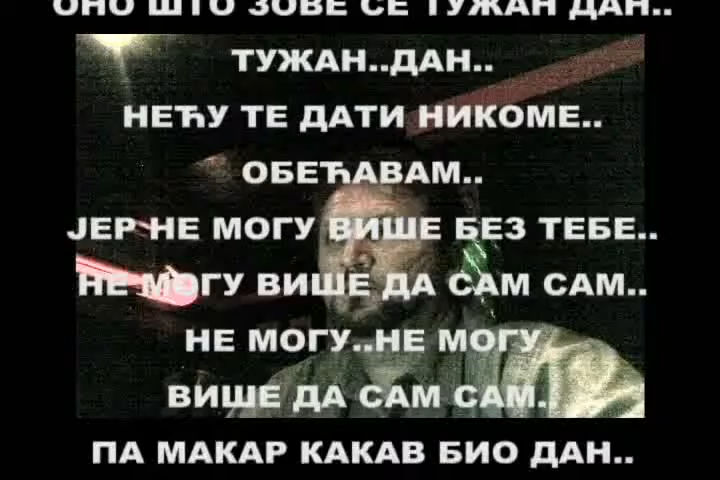 ОНО ШТО ЗОВЕ СЕ ТУЖАН ДАН..
ТУЖАН..ДАН..
НЕЋУ ТЕ ДАТИ НИКОМЕ..
ОБЕЋАВАМ..
ЈЕР НЕ МОГУ ВИШЕ БЕЗ ТЕБЕ..
НЕ МОГУ ВИШЕ ДА САМ САМ..
НЕ МОГУ..НЕ МОГУ
ВИШЕ ДА САМ САМ..
ПА МАКАР КАКАВ БИО ДАН..